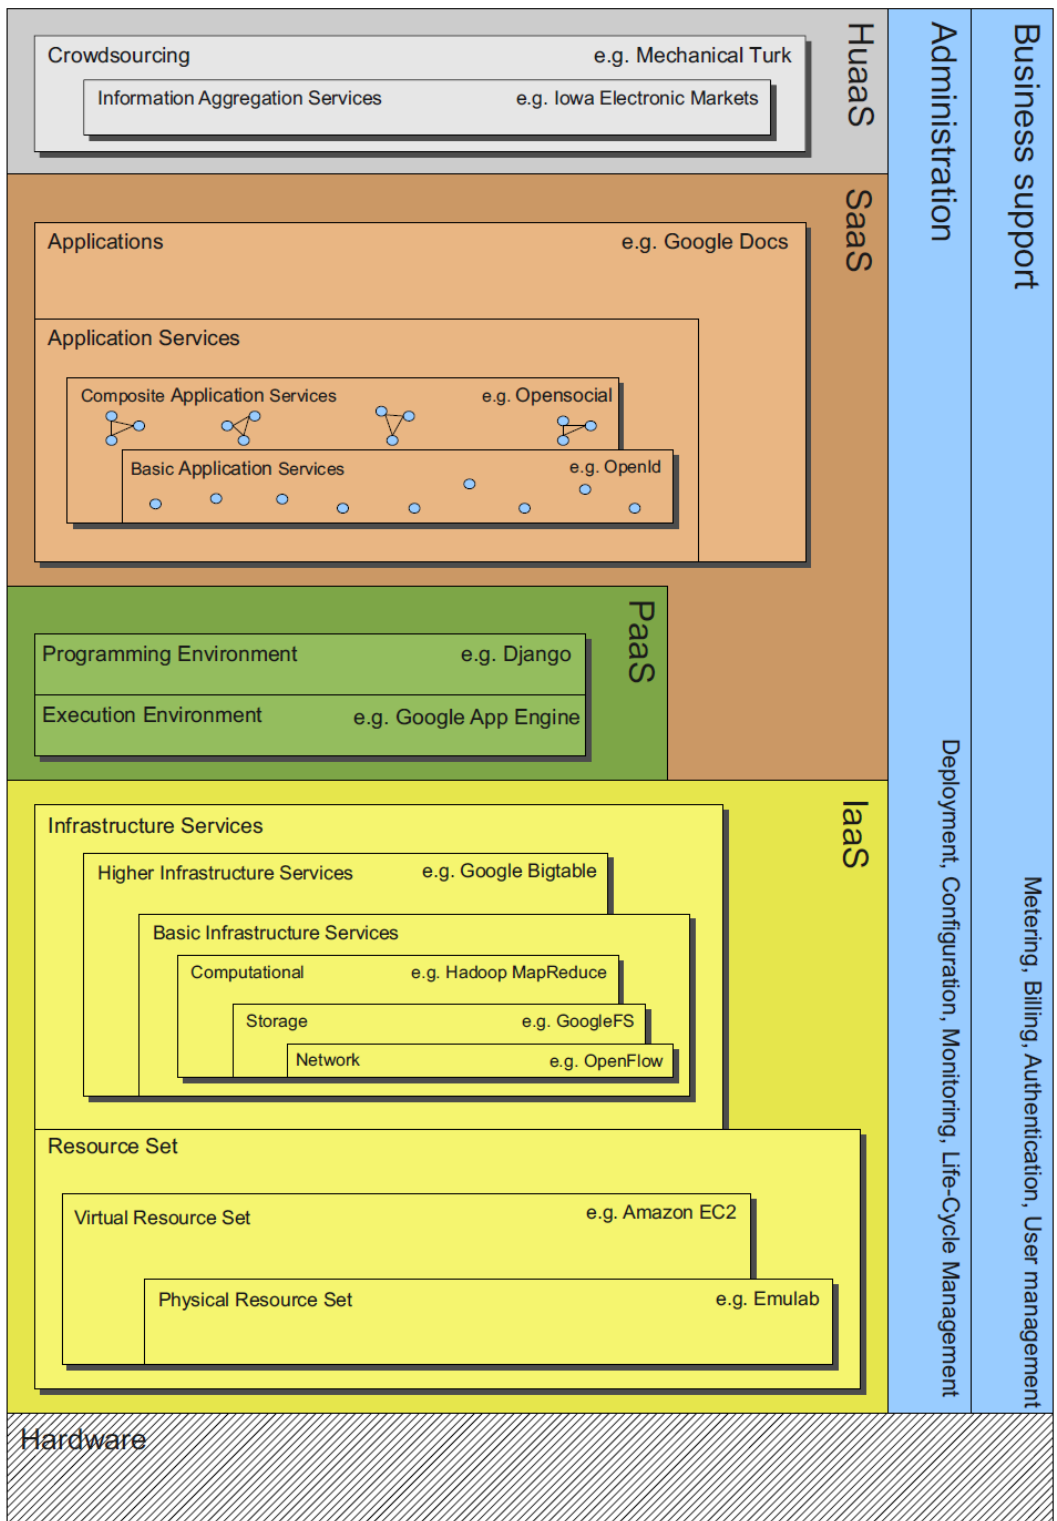 Crowdsourcing e.g. Mechanical Turk
Information Aggregation Services e.g. Iowa Electronic Markets
HuaaS
Applications e.g. Google Docs
Application Services
Composite Application Services e.g. Opensocial
Basic Application Services e.g. OpenId
SaaS
Programming Environment e.g. Django
Execution Environment e.g. Google App Engine
PaaS
Infrastructure Services
Higher Infrastructure Services e.g. Google Bigtable
Basic Infrastructure Services
Computational e.g. Hadoop MapReduce
Storage e.g. GoogleFS
Network e.g. OpenFlow
Resource Set
Virtual Resource Set e.g. Amazon EC2
Physical Resource Set e.g. Emulab
IaaS
Hardware
Administration
Deployment, Configuration, Monitoring, Life-Cycle Management
Business support
Metering, Billing, Authentication, User management